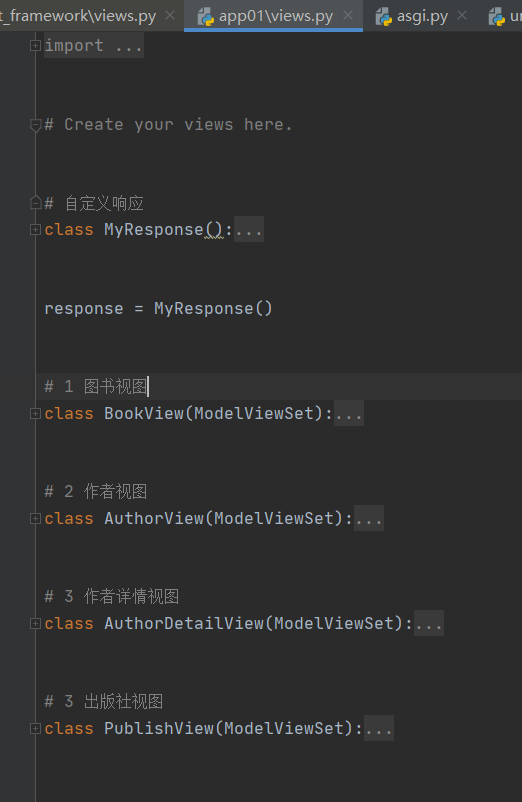 t_framework\views.py
app01\views.py
asgi.py
ur
import ...
# Create your views here.
# 自定义响应
class MyResponse():...
response = MyResponse()
# 1 图书视图
class BookView(ModelViewSet):...
# 2 作者视图
class AuthorView(ModelViewSet):...
# 3 作者详情视图
class AuthorDetailView(ModelViewSet):...
# 3 出版社视图
class PublishView(ModelViewSet):...